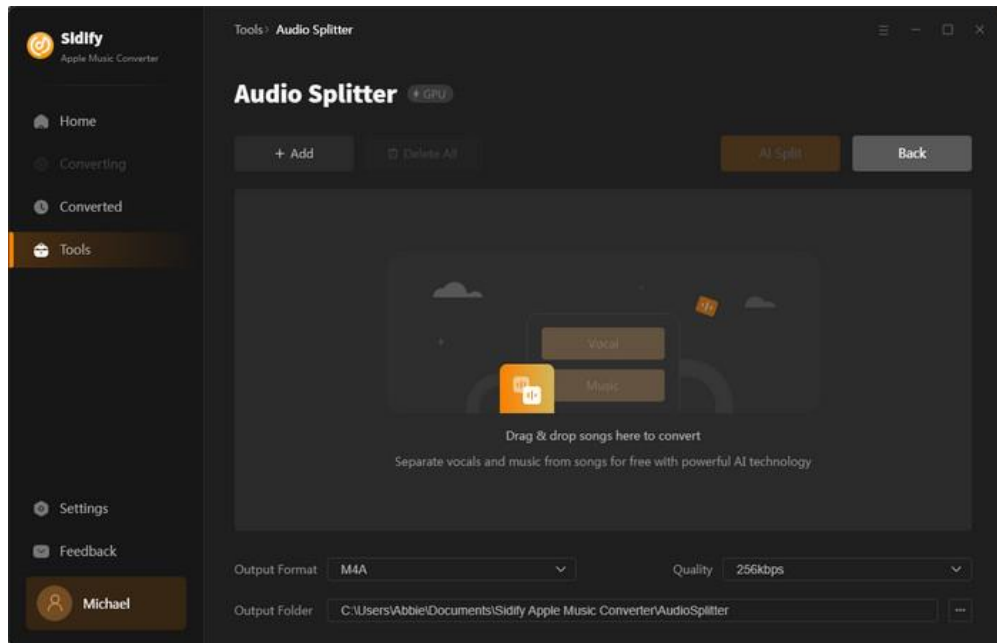 Sidify
Apple Music Converter
Home
Converting
Converted
Tools
Settings
Feedback
Michael
Tools› Audio Splitter
Audio Splitter GPU
+ Add
Delete All
AI Split
Back
Vocal
Music
Drag & drop songs here to convert
Separate vocals and music from songs for free with powerful AI technology
Output Format M4A Quality 256kbps
Output Folder C:\Users\Abbie\Documents\Sidify Apple Music Converter\AudioSplitter ...